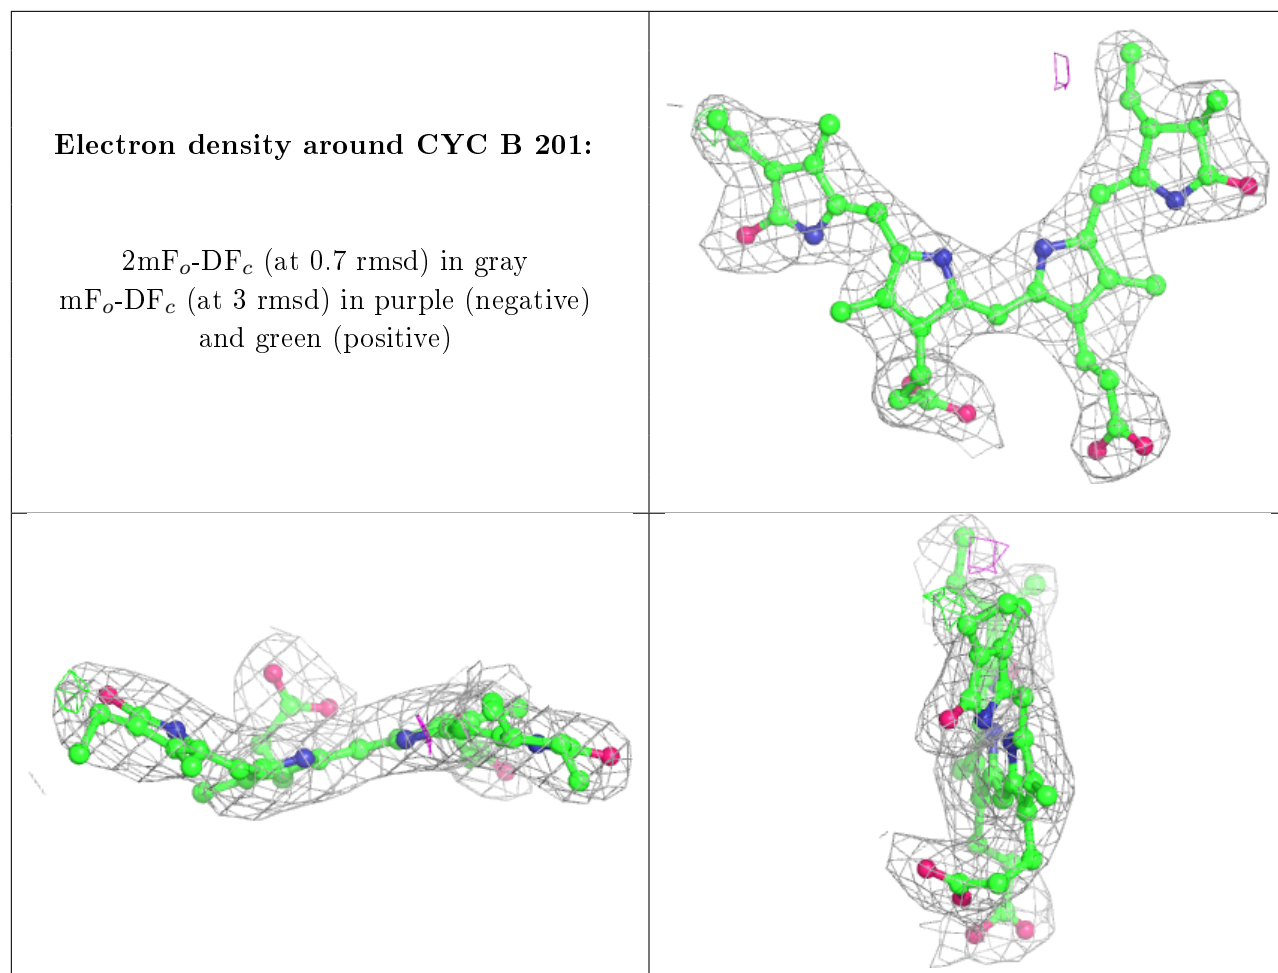 Electron density around CYC B 201:
2mFo-DFc (at 0.7 rmsd) in gray
mFo-DFc (at 3 rmsd) in purple (negative)
and green (positive)